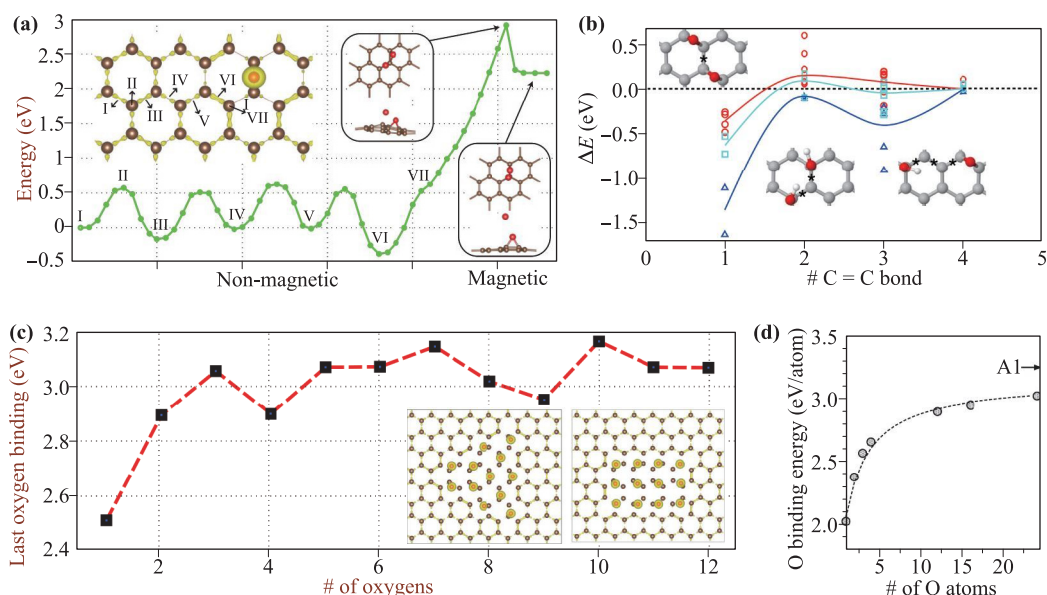 (a)
Energy (eV)
3
2.5
2
1.5
1
0.5
0
−0.5
I
II
III
IV
V
VI
VII
I
II
III
IV
V
VI
I
VII
Non-magnetic
Magnetic
(b)
ΔE (eV)
0.5
0.0
−0.5
−1.0
−1.5
0
1
2
3
4
5
# C = C bond
*
*
*
*
*
*
(c)
Last oxygen binding (eV)
3.2
3.0
2.8
2.6
2.4
2
4
6
8
10
12
# of oxygens
(d)
O binding energy (eV/atom)
3.5
3.0
2.5
2.0
A1
5
10
15
20
# of O atoms